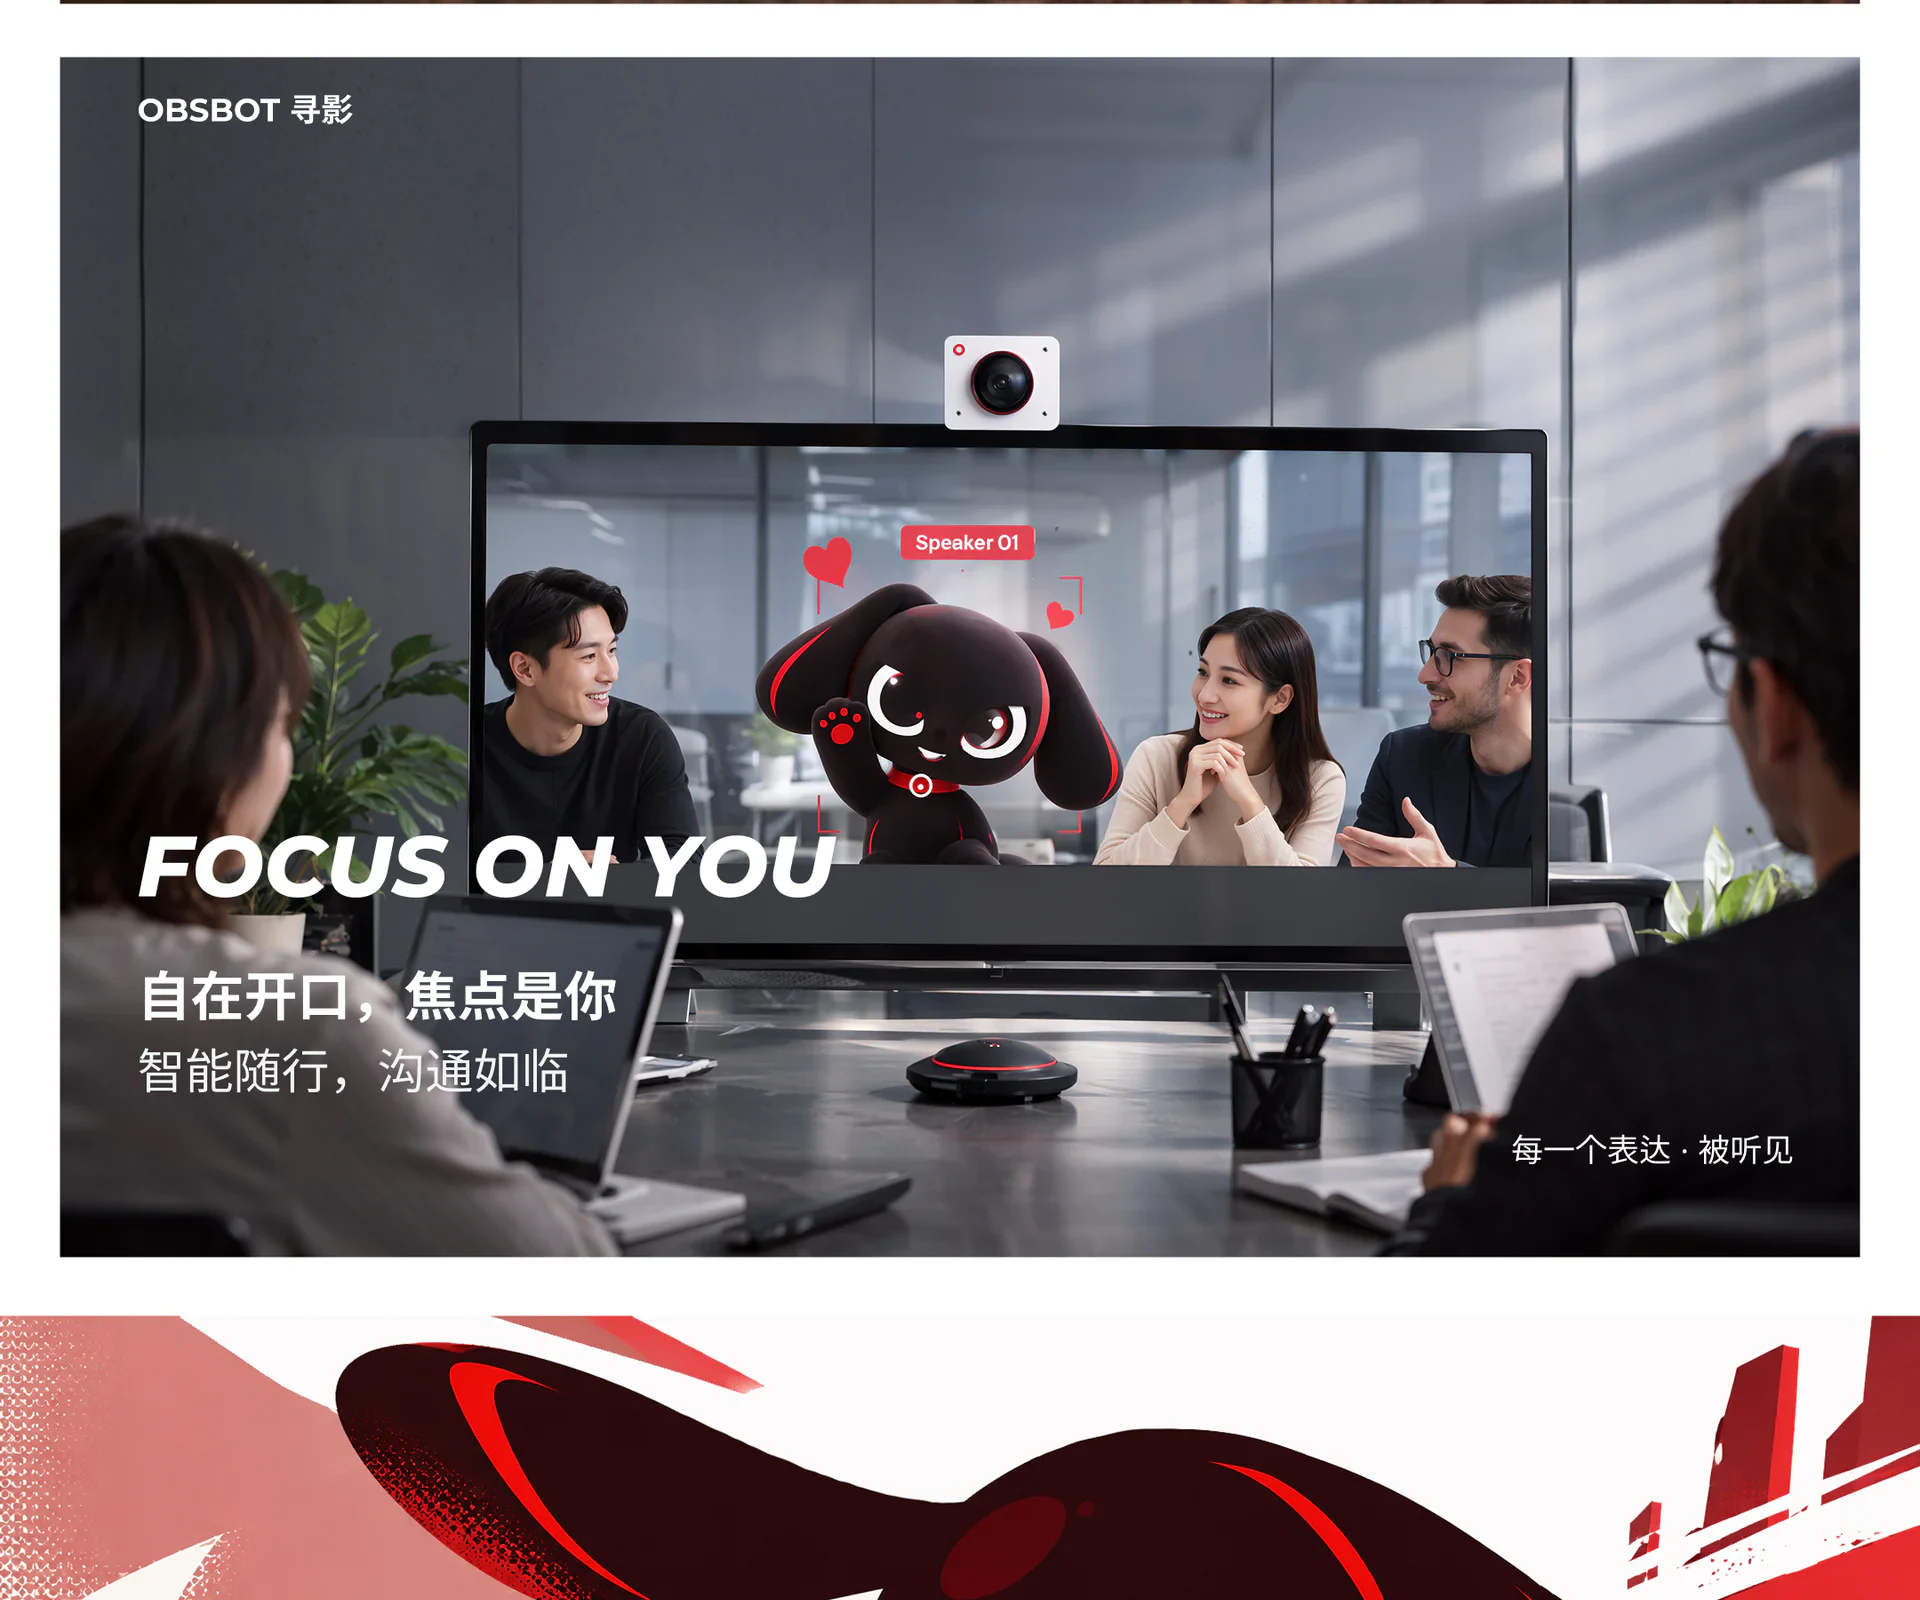 OBSBOT 寻影
Speaker 01
FOCUS ON YOU
自在开口，焦点是你
智能随行，沟通如临
每一个表达 · 被听见